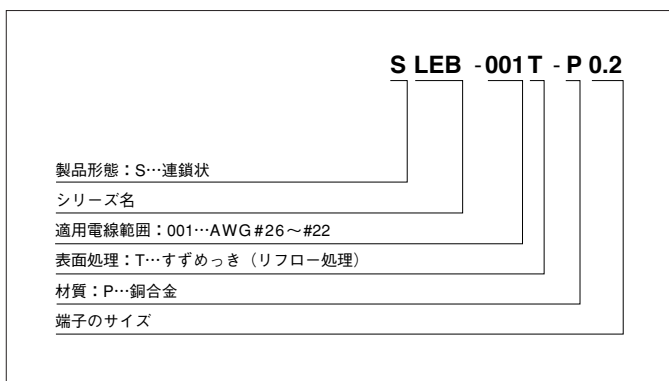 S LEB - 001 T - P 0.2
製品形態：S…連鎖状
シリーズ名
適用電線範囲：001…AWG#26～#22
表面処理：T…すずめっき（リフロー処理）
材質：P…銅合金
端子のサイズ